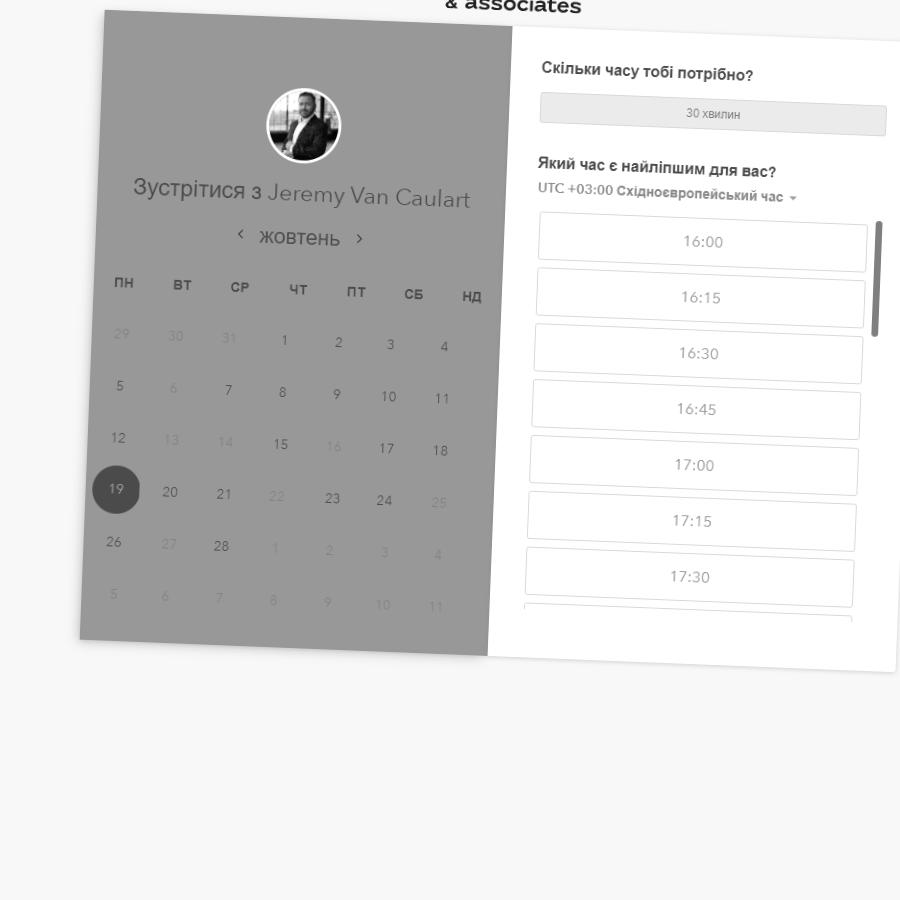 & associates
Зустрітися з Jeremy Van Caulart
жовтень
ПН ВТ СР ЧТ ПТ СБ НД
29 30 31 1 2 3 4
5 6 7 8 9 10 11
12 13 14 15 16 17 18
19 20 21 22 23 24 25
26 27 28 1 2 3 4
5 6 7 8 9 10 11
Скільки часу тобі потрібно?
30 хвилин
Який час є найліпшим для вас?
UTC +03:00 Східноєвропейський час
16:00
16:15
16:30
16:45
17:00
17:15
17:30